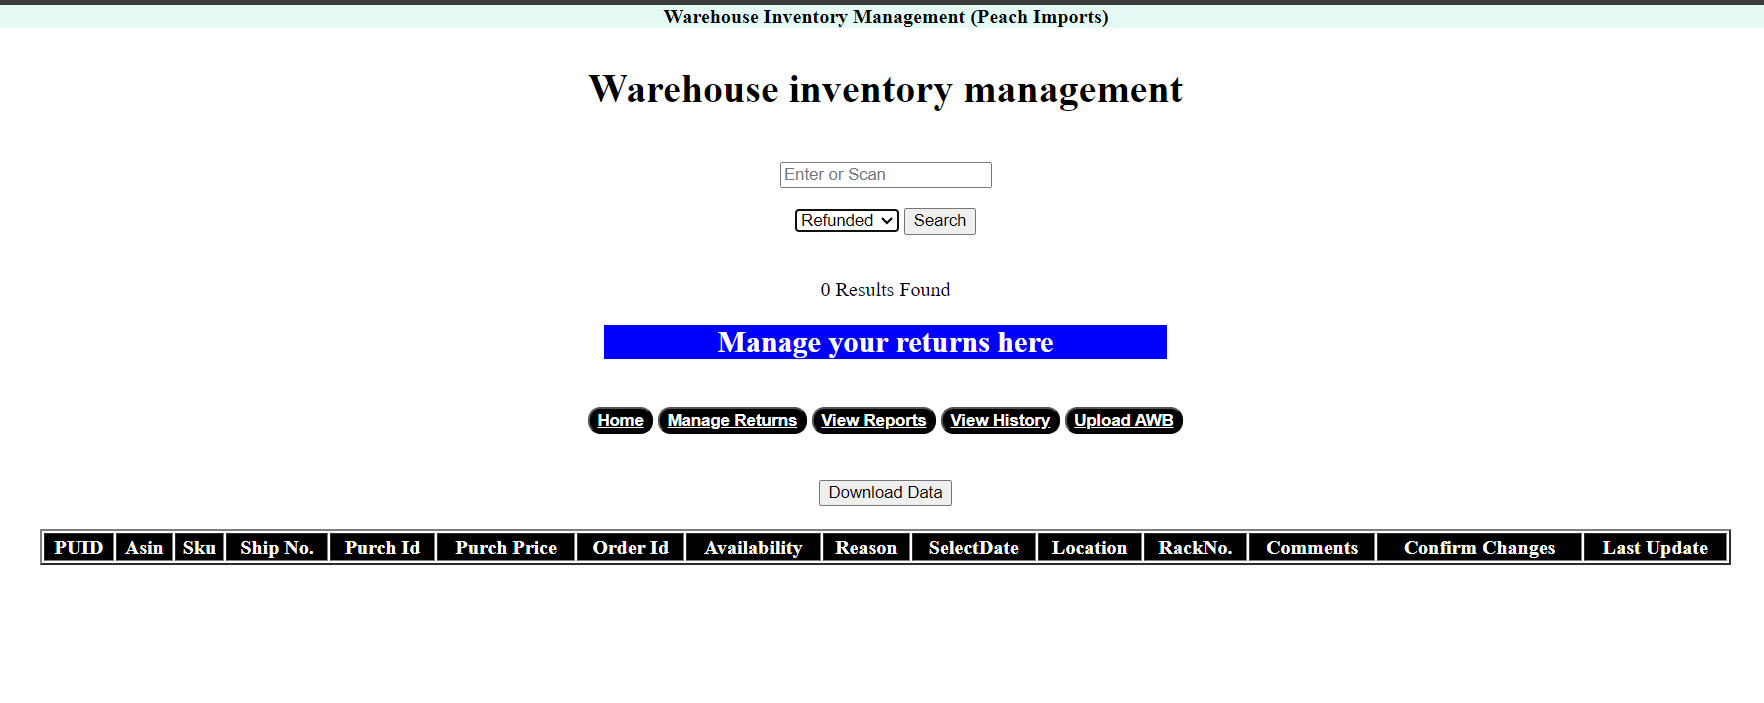 Warehouse Inventory Management (Peach Imports)
Warehouse inventory management
Enter or Scan
Refunded Search
0 Results Found
Manage your returns here
Home Manage Returns View Reports View History Upload AWB
Download Data
PUID Asin Sku Ship No. Purch Id Purch Price Order Id Availability Reason SelectDate Location RackNo. Comments Confirm Changes Last Update